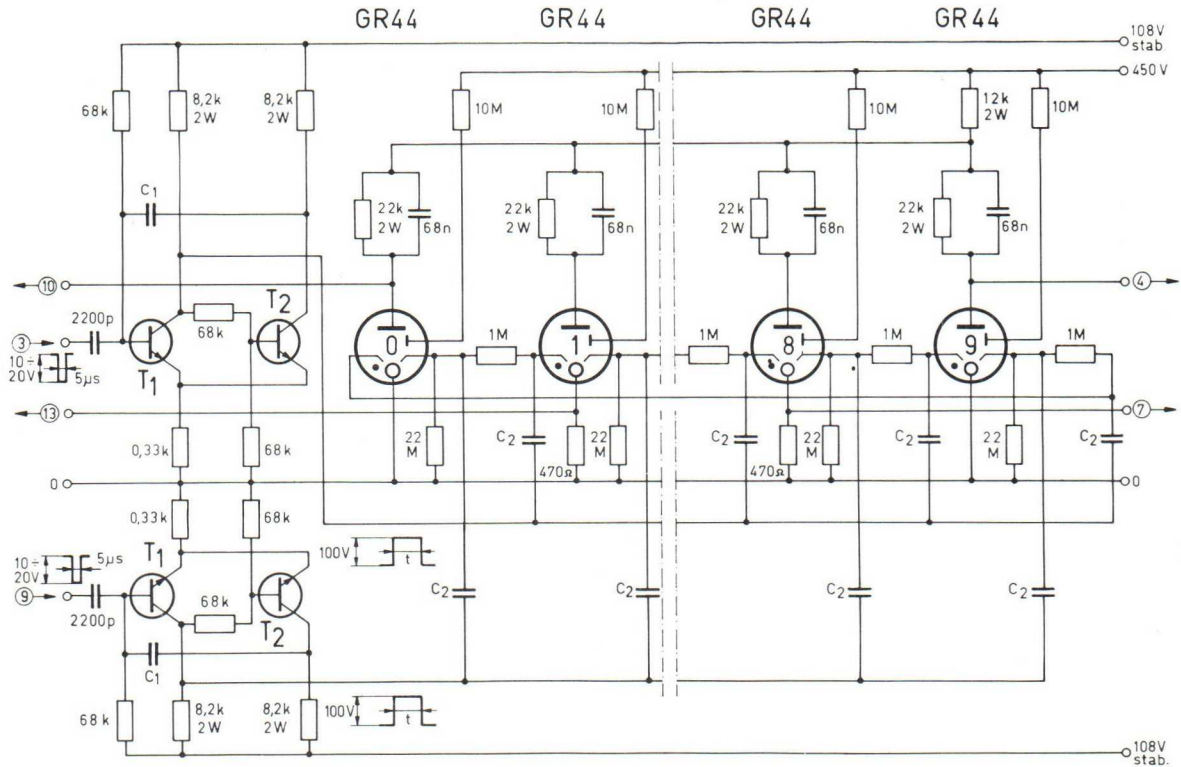 GR44 GR44 GR44 GR44
108V
stab.
450V
68k
8,2k
2W
8,2k
2W
10M
10M
10M
12k
2W
10M
C1
22k
2W
68n
22k
2W
68n
22k
2W
68n
22k
2W
68n
10
4
2200p
T2
68k
0
1M
1
1M
8
1M
9
1M
3
10÷
20V
5µs
T1
13
7
0,33k
68k
22
M
C2
470Ω
22
M
C2
470Ω
22
M
C2
22
M
C2
0
0
0,33k
68k
10÷
20V
5µs
T1
100V
t
9
2200p
68k
T2
C2
C2
C2
C2
C1
68k
8,2k
2W
8,2k
2W
100V
t
108V
stab.